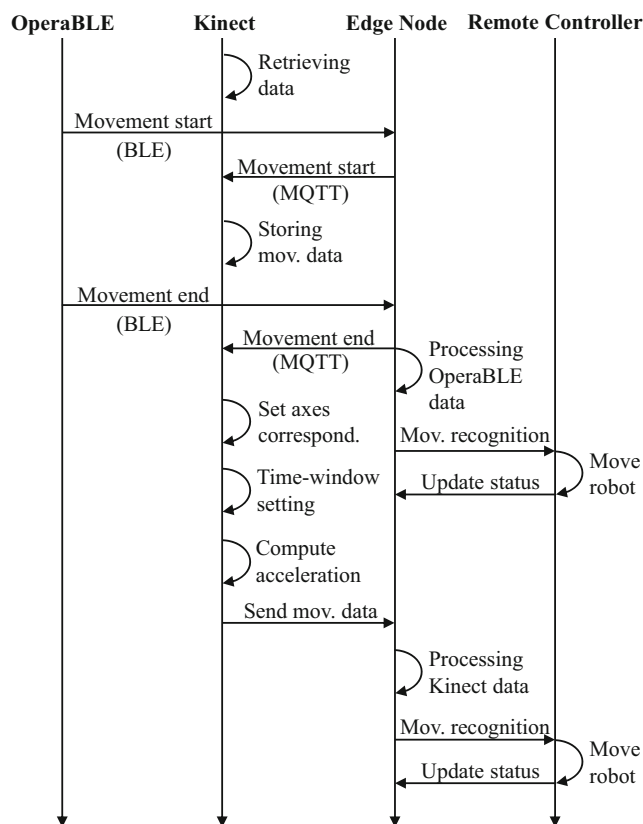 OperaBLE Kinect Edge Node Remote Controller
Retrieving
data
Movement start
(BLE)
Movement start
(MQTT)
Storing
mov. data
Movement end
(BLE)
Movement end
(MQTT)
Processing
OperaBLE
data
Set axes
correspond.
Mov. recognition
Move
robot
Update status
Time-window
setting
Compute
acceleration
Send mov. data
Processing
Kinect data
Mov. recognition
Move
robot
Update status